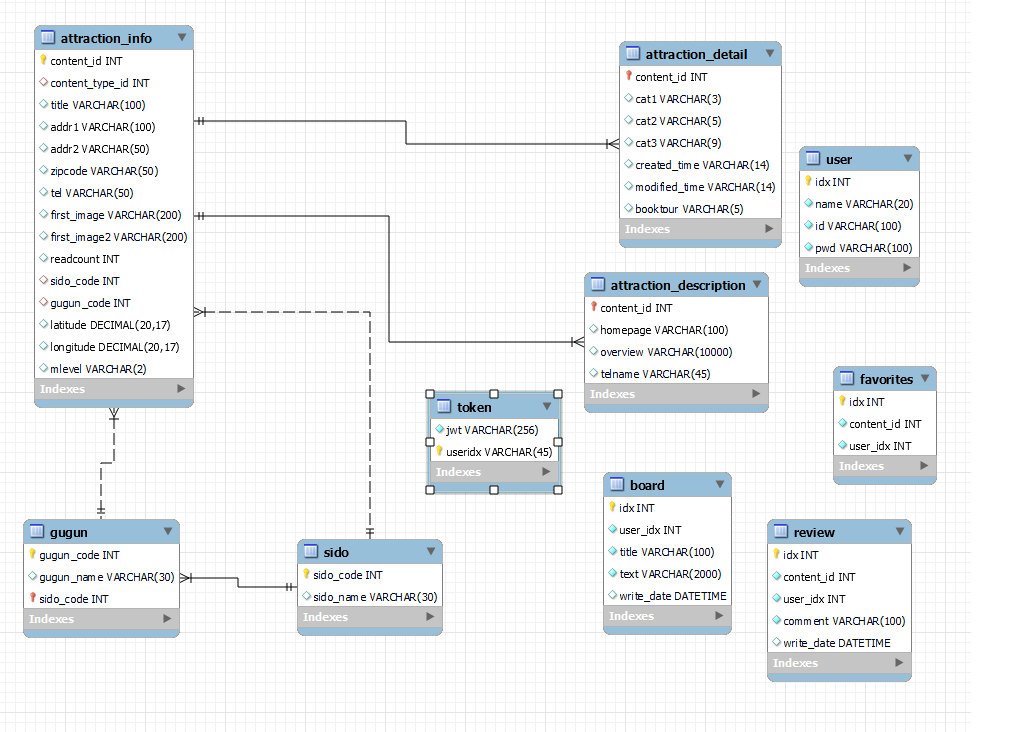 attraction_info
content_id INT
content_type_id INT
title VARCHAR(100)
addr1 VARCHAR(100)
addr2 VARCHAR(50)
zipcode VARCHAR(50)
tel VARCHAR(50)
first_image VARCHAR(200)
first_image2 VARCHAR(200)
readcount INT
sido_code INT
gugun_code INT
latitude DECIMAL(20,17)
longitude DECIMAL(20,17)
mlevel VARCHAR(2)
Indexes
attraction_detail
content_id INT
cat1 VARCHAR(3)
cat2 VARCHAR(5)
cat3 VARCHAR(9)
created_time VARCHAR(14)
modified_time VARCHAR(14)
booktour VARCHAR(5)
Indexes
user
idx INT
name VARCHAR(20)
id VARCHAR(100)
pwd VARCHAR(100)
Indexes
attraction_description
content_id INT
homepage VARCHAR(100)
overview VARCHAR(10000)
telname VARCHAR(45)
Indexes
favorites
idx INT
content_id INT
user_idx INT
Indexes
token
jwt VARCHAR(256)
useridx VARCHAR(45)
Indexes
board
idx INT
user_idx INT
title VARCHAR(100)
text VARCHAR(2000)
write_date DATETIME
Indexes
review
idx INT
content_id INT
user_idx INT
comment VARCHAR(100)
write_date DATETIME
Indexes
gugun
gugun_code INT
gugun_name VARCHAR(30)
sido_code INT
Indexes
sido
sido_code INT
sido_name VARCHAR(30)
Indexes